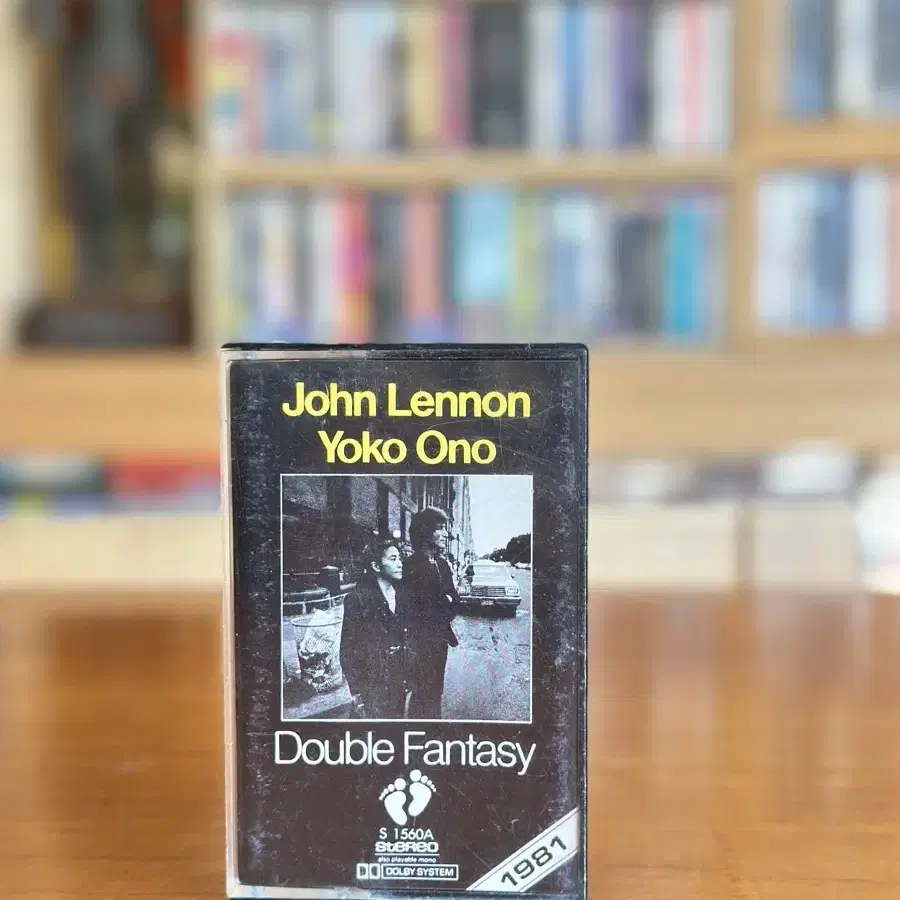 John Lennon
Yoko Ono
Double Fantasy
S 1560A
STEREO
also playable mono
DOLBY SYSTEM
1981